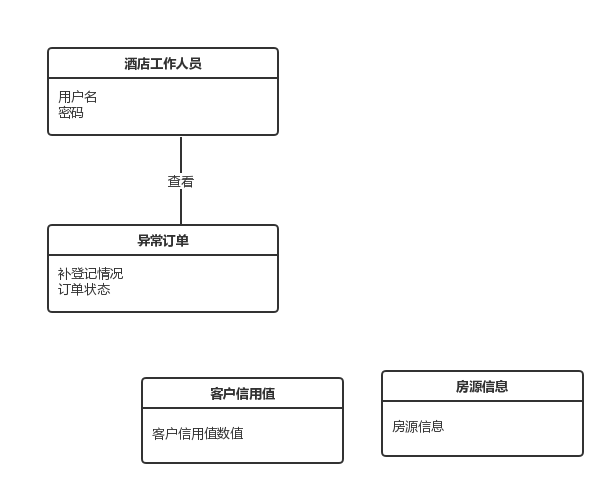 酒店工作人员
用户名
密码
查看
异常订单
补登记情况
订单状态
客户信用值
客户信用值数值
房源信息
房源信息